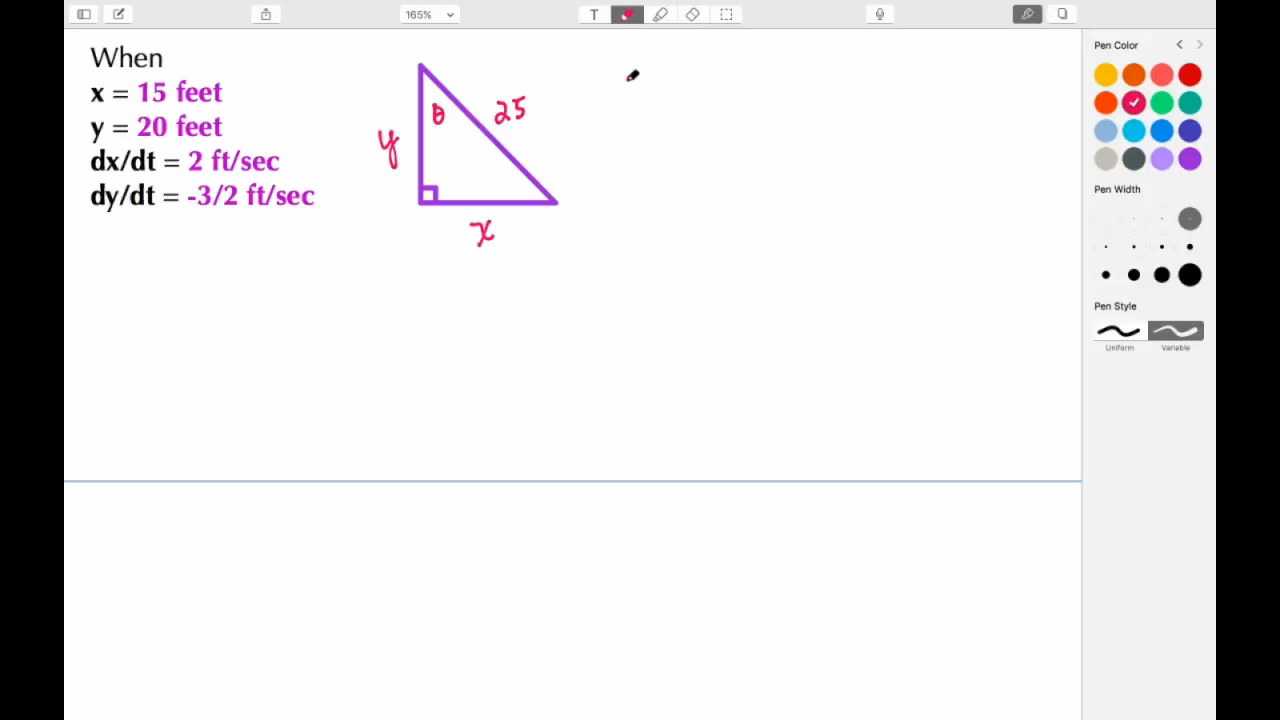 165%
T
When
x = 15 feet
y = 20 feet
dx/dt = 2 ft/sec
dy/dt = -3/2 ft/sec
θ
25
y
x
Pen Color
Pen Width
Pen Style
Uniform
Variable